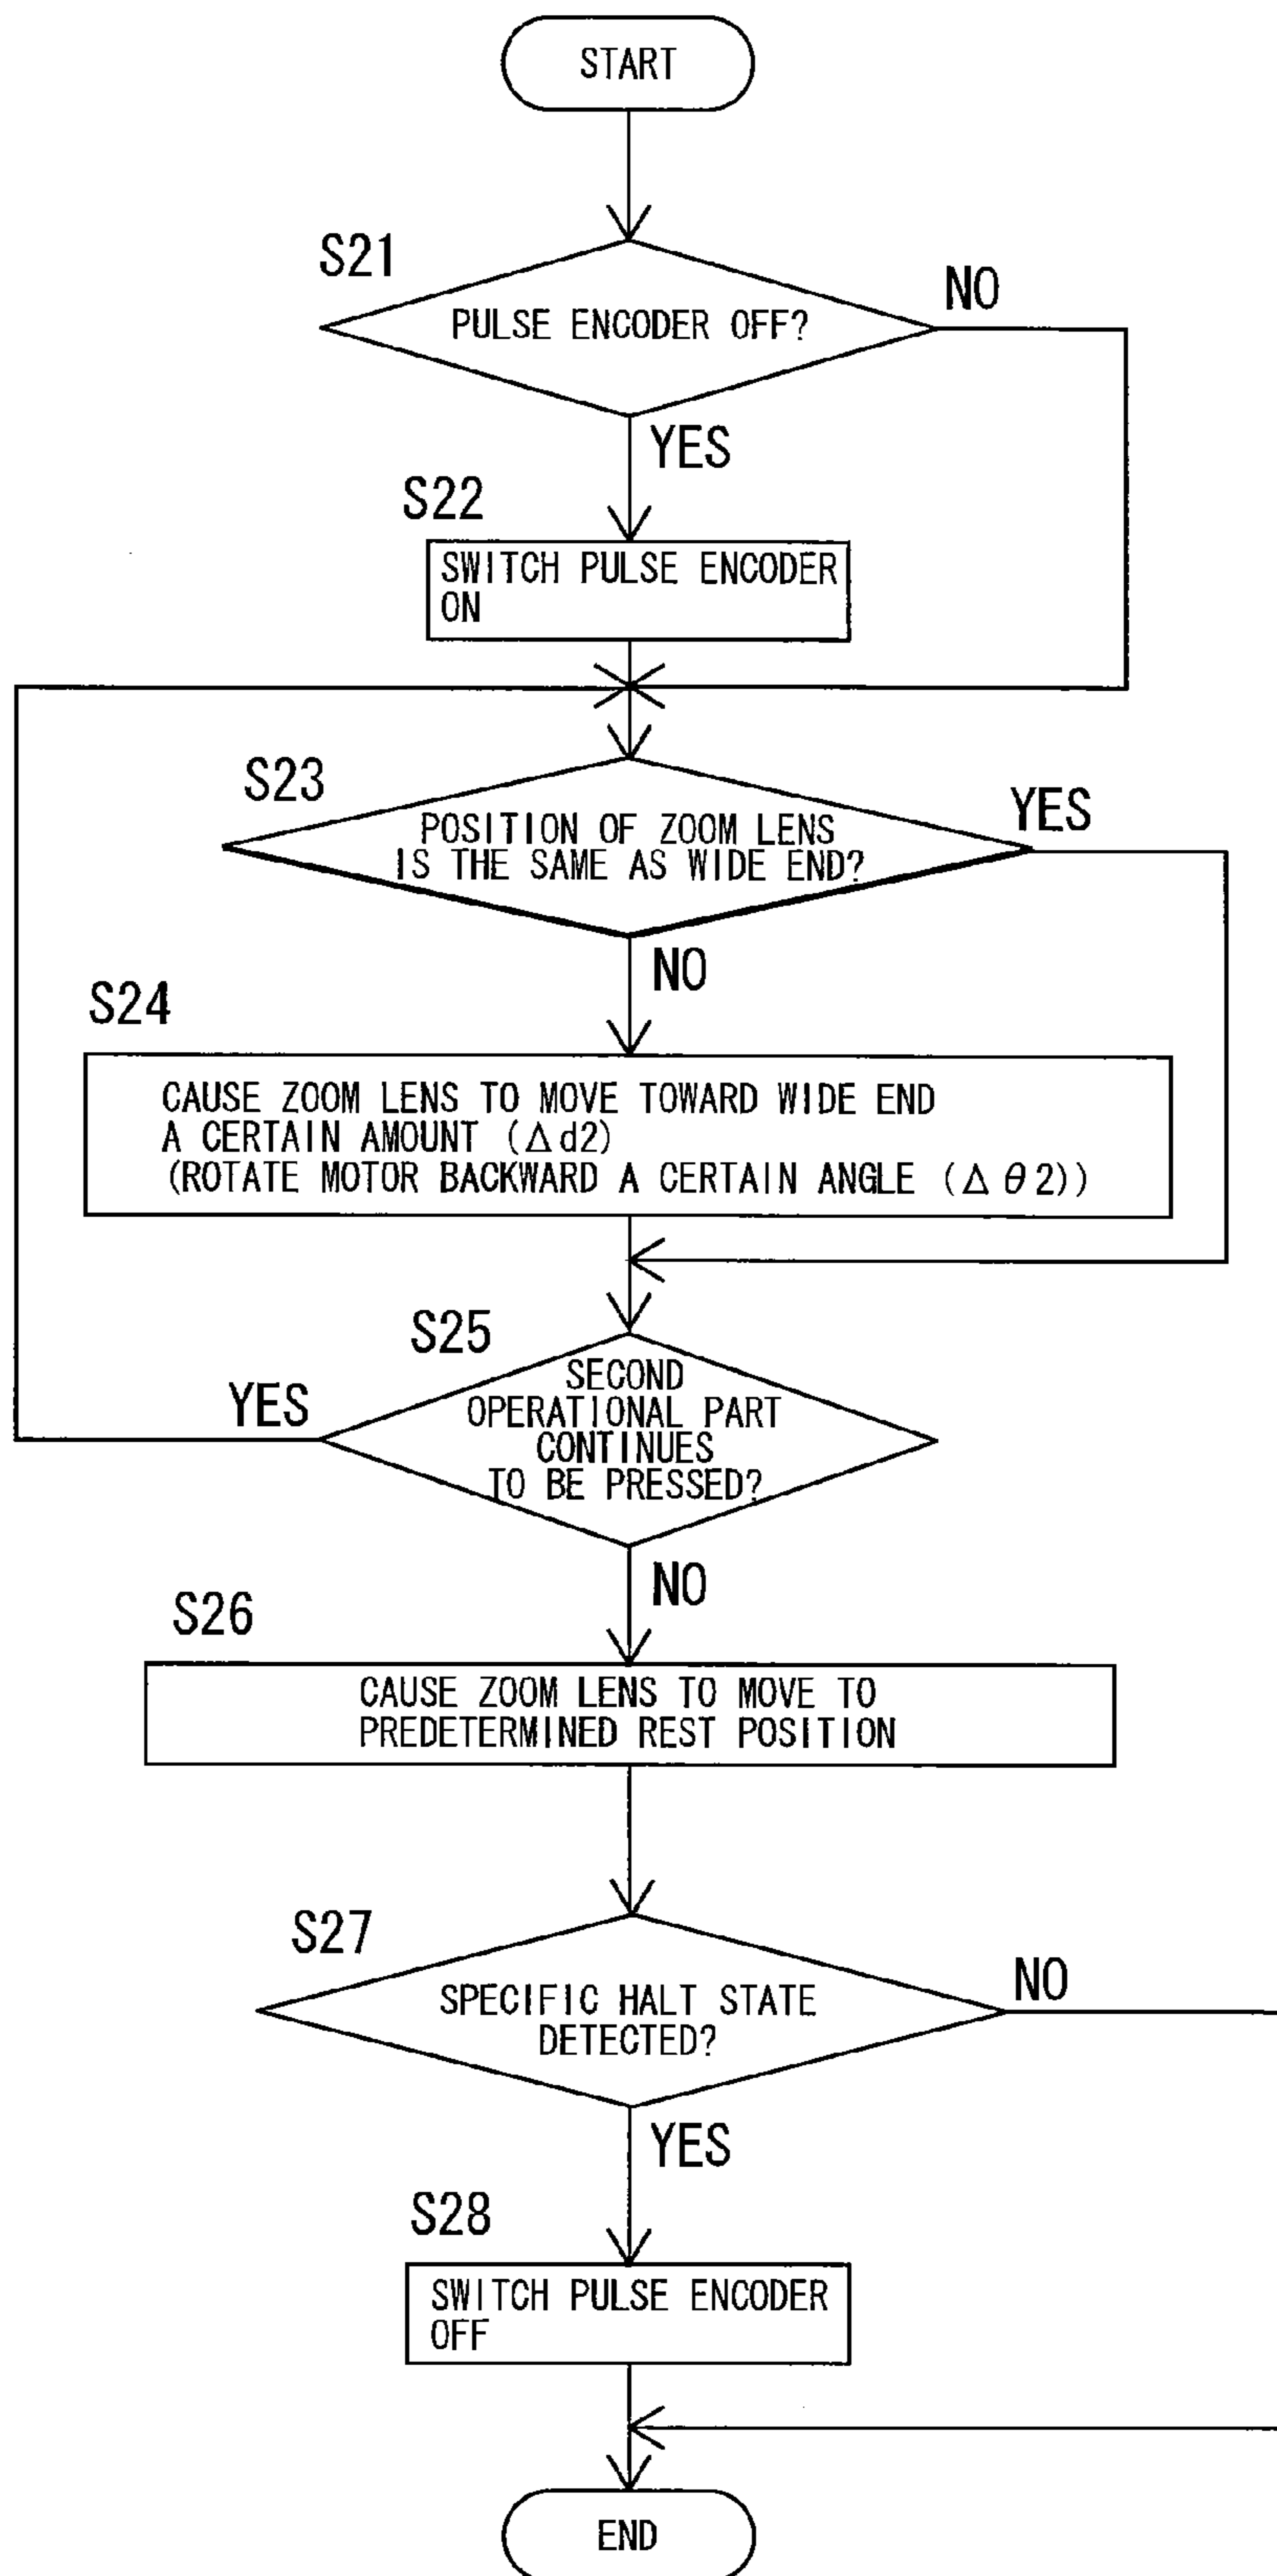 START
S21
PULSE ENCODER OFF?
NO
YES
S22
SWITCH PULSE ENCODER
ON
S23
POSITION OF ZOOM LENS
IS THE SAME AS WIDE END?
YES
NO
S24
CAUSE ZOOM LENS TO MOVE TOWARD WIDE END
A CERTAIN AMOUNT (Δd2)
(ROTATE MOTOR BACKWARD A CERTAIN ANGLE (Δθ2))
S25
SECOND
OPERATIONAL PART
CONTINUES
TO BE PRESSED?
YES
NO
S26
CAUSE ZOOM LENS TO MOVE TO
PREDETERMINED REST POSITION
S27
SPECIFIC HALT STATE
DETECTED?
NO
YES
S28
SWITCH PULSE ENCODER
OFF
END